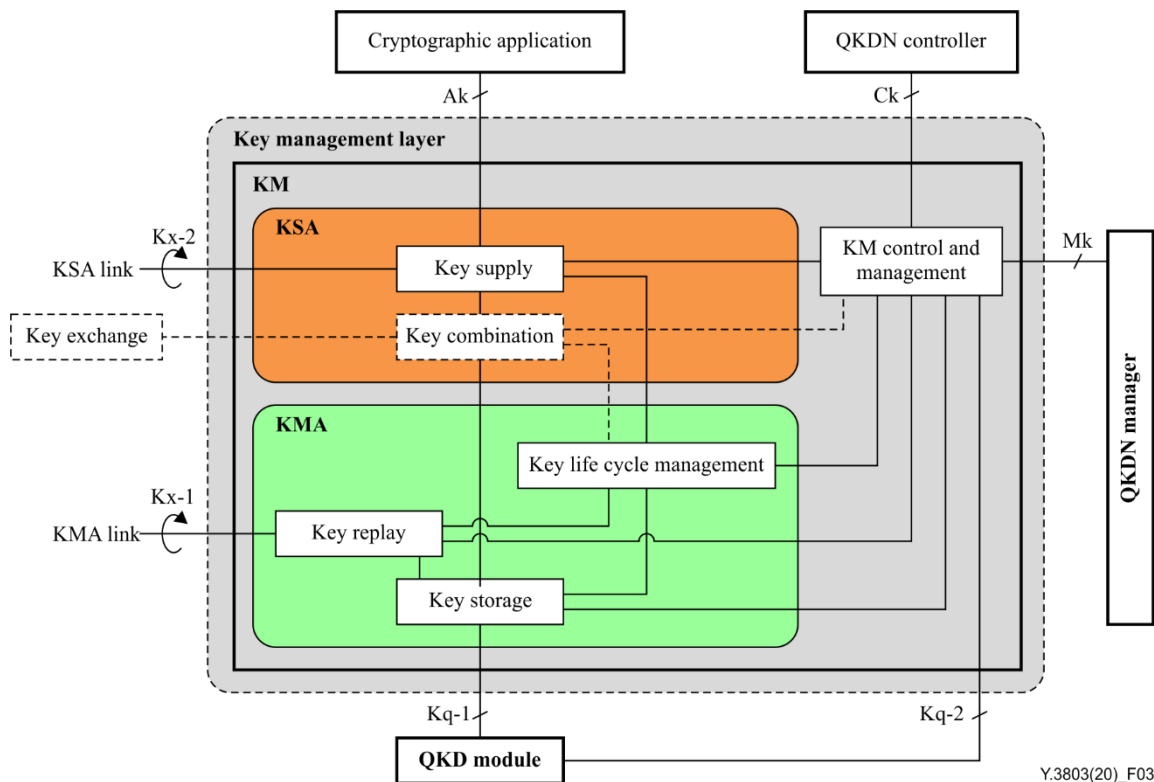 Cryptographic application
QKDN controller
Ak
Ck
Key management layer
KM
KSA
Kx-2
KSA link
Key supply
KM control and
management
Mk
Key exchange
Key combination
KMA
Key life cycle management
QKDN manager
Kx-1
KMA link
Key replay
Key storage
Kq-1
Kq-2
QKD module
Y.3803(20)_F03